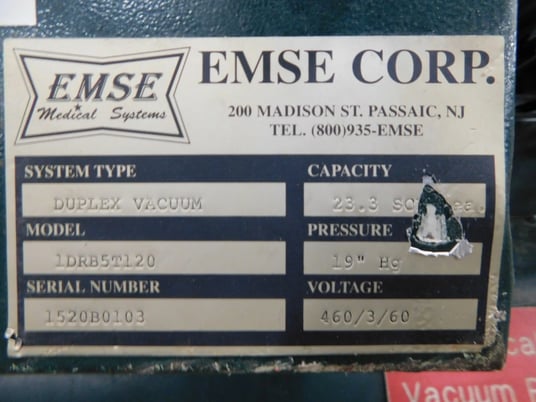 EMSE
Medical Systems
EMSE CORP.
200 MADISON ST. PASSAIC, NJ
TEL. (800)935-EMSE
SYSTEM TYPE
DUPLEX VACUUM
CAPACITY
23.3
MODEL
1DRB5T120
PRESSURE
19" Hg
SERIAL NUMBER
1520B0103
VOLTAGE
460/3/60
Vacuum